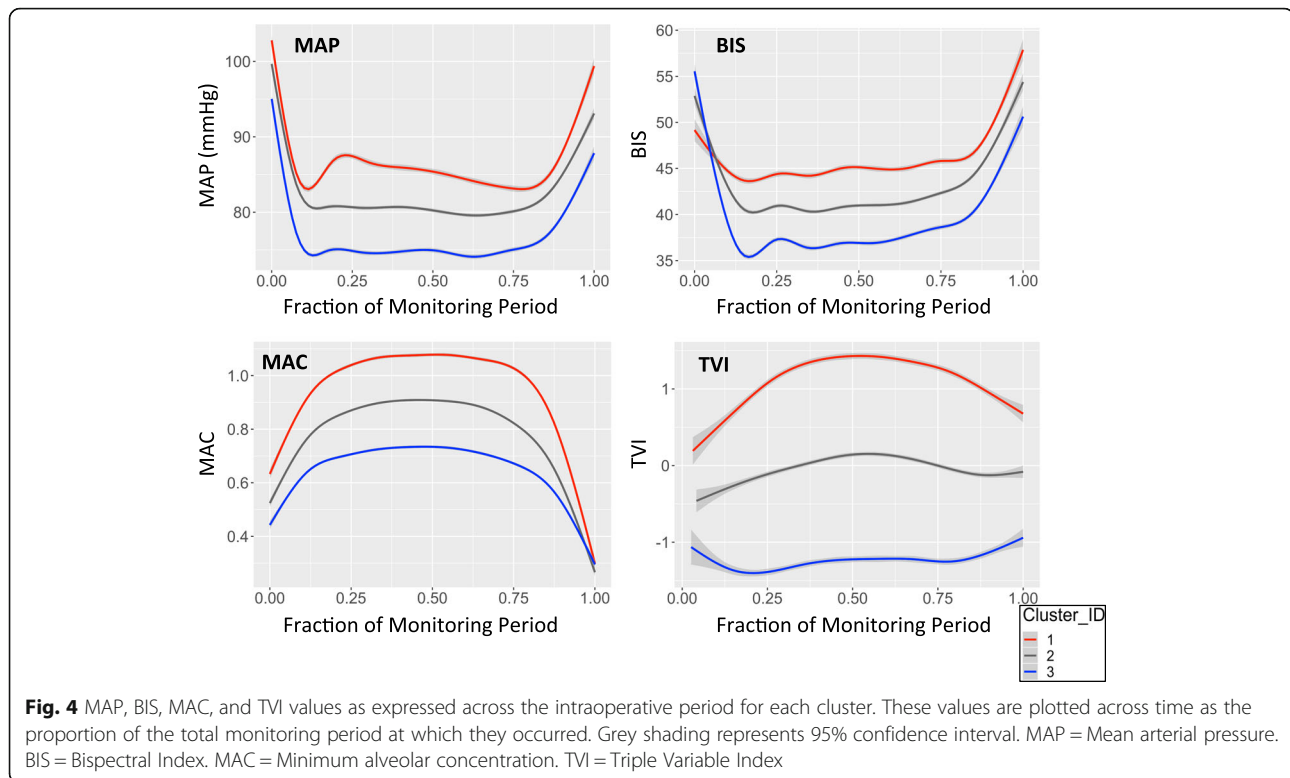 MAP
MAP (mmHg)
100
90
80
0.00 0.25 0.50 0.75 1.00
Fraction of Monitoring Period
BIS
BIS
60
55
50
45
40
35
0.00 0.25 0.50 0.75 1.00
Fraction of Monitoring Period
MAC
MAC
1.0
0.8
0.6
0.4
0.00 0.25 0.50 0.75 1.00
Fraction of Monitoring Period
TVI
TVI
1
0
-1
0.00 0.25 0.50 0.75 1.00
Fraction of Monitoring Period
Cluster_ID
1
2
3
Fig. 4 MAP, BIS, MAC, and TVI values as expressed across the intraoperative period for each cluster. These values are plotted across time as the
proportion of the total monitoring period at which they occurred. Grey shading represents 95% confidence interval. MAP = Mean arterial pressure.
BIS = Bispectral Index. MAC = Minimum alveolar concentration. TVI = Triple Variable Index